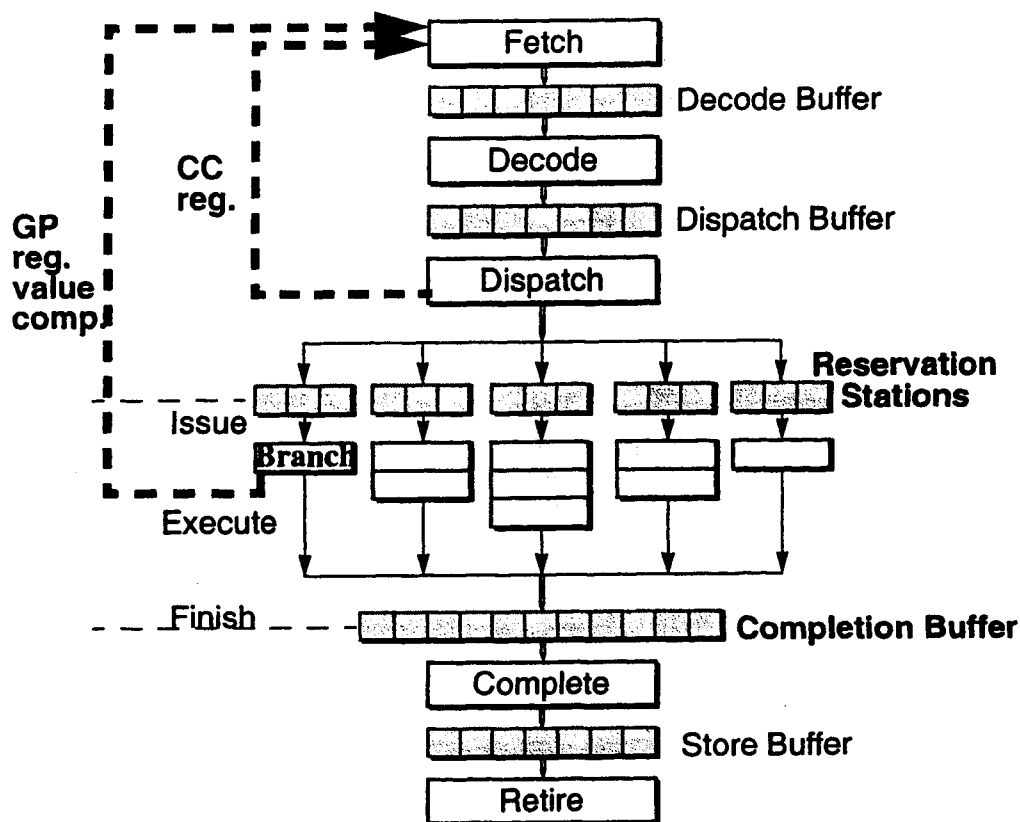 Fetch
Decode Buffer
Decode
CC
reg.
Dispatch Buffer
GP
reg.
value
comp.
Dispatch
Reservation
Stations
Issue
Branch
Execute
Finish
Completion Buffer
Complete
Store Buffer
Retire